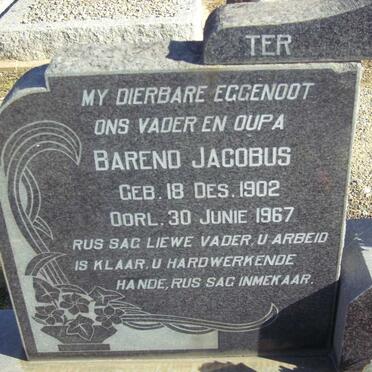 TER
MY DIERBARE EGGENOOT
ONS VADER EN OUPA
BAREND JACOBUS
GEB. 18 DES. 1902
OORL. 30 JUNIE 1967
RUS SAG LIEWE VADER, U ARBEID
IS KLAAR, U HARDWERKENDE
HANDE, RUS SAG INMEKAAR.